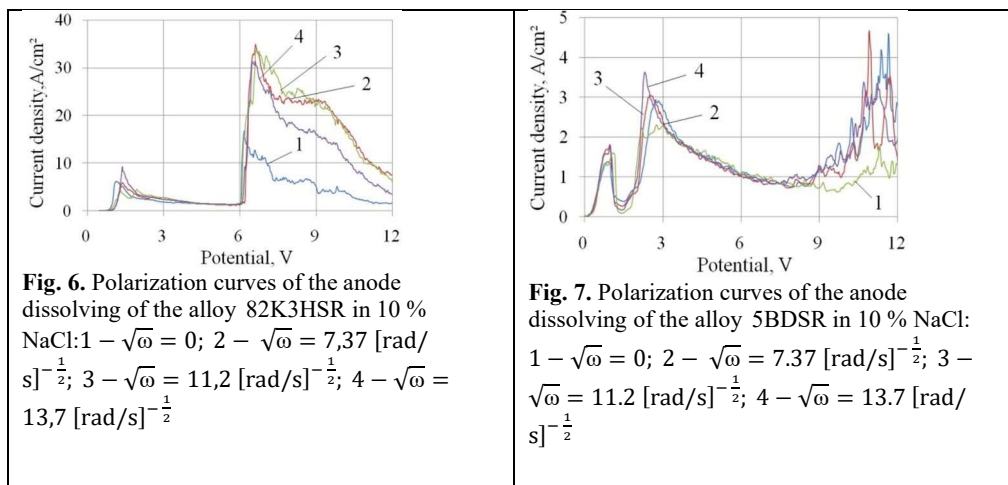 40
30
20
10
0
Current density,A/cm²
4
3
2
1
0 3 6 9 12
Potential, V
Fig. 6. Polarization curves of the anode
dissolving of the alloy 82K3HSR in 10 %
NaCl:1 − √ω = 0; 2 − √ω = 7,37 [rad/
s]^{−1/2}; 3 − √ω = 11,2 [rad/s]^{−1/2}; 4 − √ω =
13,7 [rad/s]^{−1/2}
5
4
3
2
1
0
Current density, A/cm²
3
4
2
1
0 3 6 9 12
Potential, V
Fig. 7. Polarization curves of the anode
dissolving of the alloy 5BDSR in 10 % NaCl:
1 − √ω = 0; 2 − √ω = 7.37 [rad/s]^{−1/2}; 3 −
√ω = 11.2 [rad/s]^{−1/2}; 4 − √ω = 13.7 [rad/
s]^{−1/2}